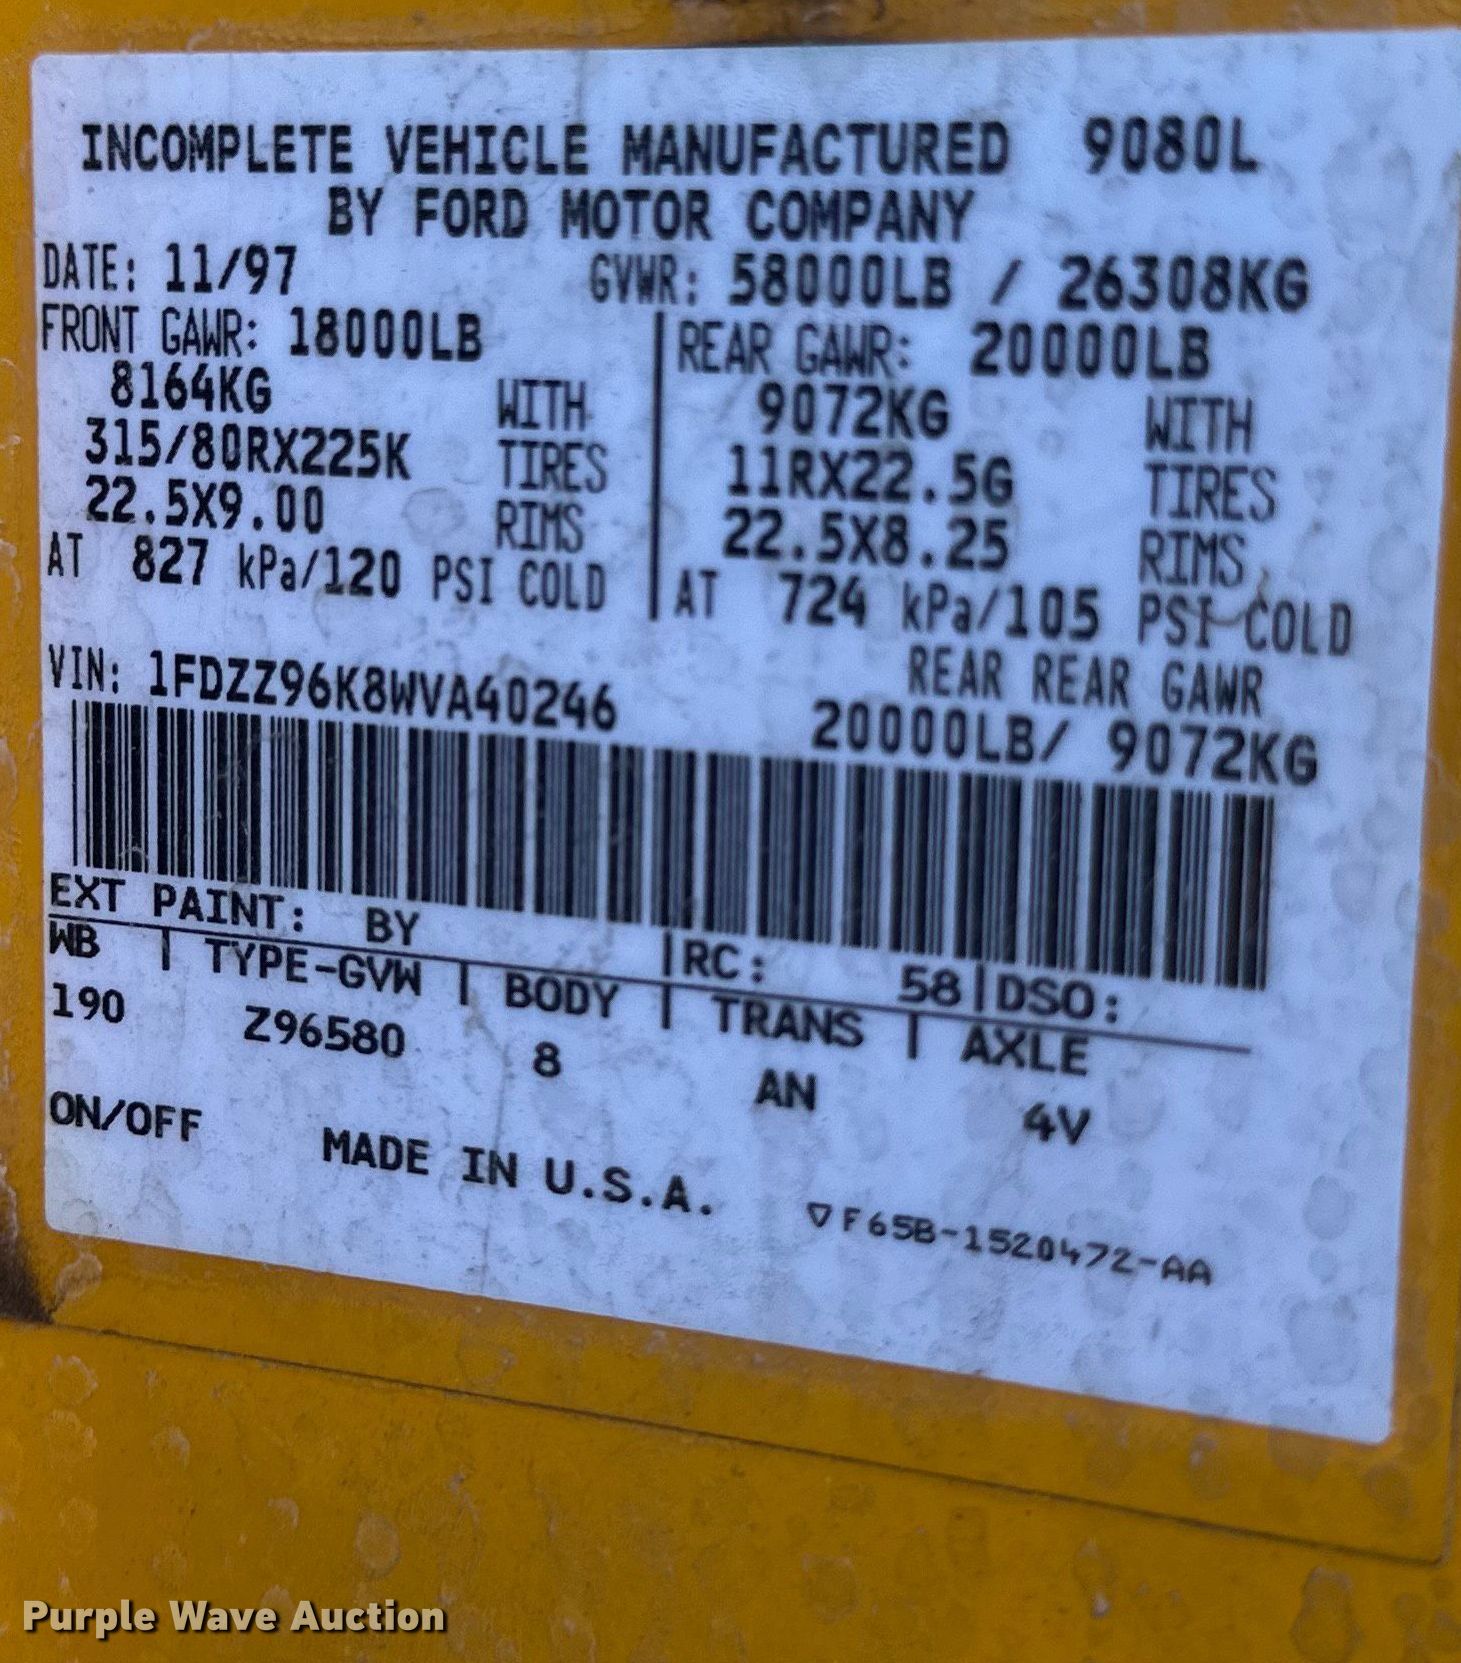 INCOMPLETE VEHICLE MANUFACTURED 9080L
BY FORD MOTOR COMPANY
DATE: 11/97 GVWR: 58000LB / 26308KG
FRONT GAWR: 18000LB REAR GAWR: 20000LB
8164KG WITH 9072KG WITH
315/80RX225K TIRES 11RX22.5G TIRES
22.5X9.00 RIMS 22.5X8.25 RIMS
AT 827 kPa/120 PSI COLD AT 724 kPa/105 PSI COLD
VIN: 1FDZZ96K8WVA40246 REAR REAR GAWR
20000LB/ 9072KG
EXT PAINT: BY RC: 58 DSO:
WB TYPE-GVW BODY TRANS AXLE
190 Z96580 8 AN 4V
ON/OFF MADE IN U.S.A. ▽F65B-1520472-AA
Purple Wave Auction